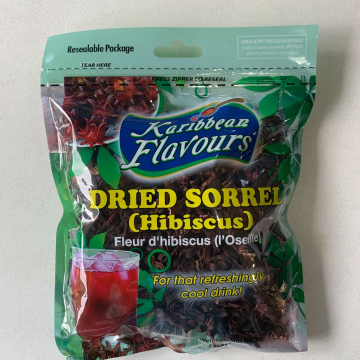 Resealable Package
TEAR HERE
PRESS ZIPPER TO RESEAL
Karibbean
Flavours
DRIED SORREL
(Hibiscus)
Fleur d'hibiscus (l'Oseille)
For that refreshingly
cool drink!